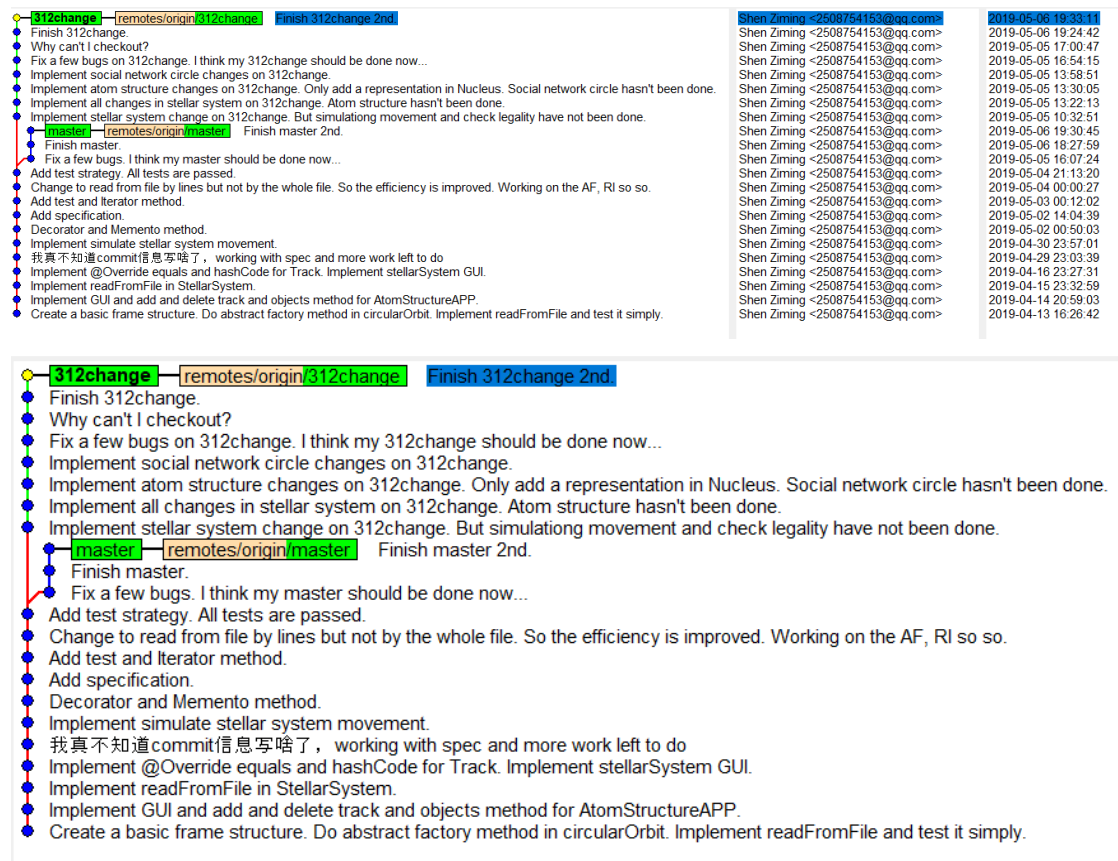 312change remotes/origin/312change Finish 312change 2nd. Shen Ziming <2508754153@qq.com> 2019-05-06 19:33:11
Finish 312change. Shen Ziming <2508754153@qq.com> 2019-05-06 19:24:42
Why can't I checkout? Shen Ziming <2508754153@qq.com> 2019-05-05 17:00:47
Fix a few bugs on 312change. I think my 312change should be done now... Shen Ziming <2508754153@qq.com> 2019-05-05 16:54:15
Implement social network circle changes on 312change. Shen Ziming <2508754153@qq.com> 2019-05-05 13:58:51
Implement atom structure changes on 312change. Only add a representation in Nucleus. Social network circle hasn't been done. Shen Ziming <2508754153@qq.com> 2019-05-05 13:30:05
Implement all changes in stellar system on 312change. Atom structure hasn't been done. Shen Ziming <2508754153@qq.com> 2019-05-05 13:22:13
Implement stellar system change on 312change. But simulationg movement and check legality have not been done. Shen Ziming <2508754153@qq.com> 2019-05-05 10:32:51
master remotes/origin/master Finish master 2nd. Shen Ziming <2508754153@qq.com> 2019-05-06 19:30:45
Finish master. Shen Ziming <2508754153@qq.com> 2019-05-06 18:27:59
Fix a few bugs. I think my master should be done now... Shen Ziming <2508754153@qq.com> 2019-05-05 16:07:24
Add test strategy. All tests are passed. Shen Ziming <2508754153@qq.com> 2019-05-04 21:13:20
Change to read from file by lines but not by the whole file. So the efficiency is improved. Working on the AF, RI so so. Shen Ziming <2508754153@qq.com> 2019-05-04 00:00:27
Add test and Iterator method. Shen Ziming <2508754153@qq.com> 2019-05-03 00:12:02
Add specification. Shen Ziming <2508754153@qq.com> 2019-05-02 14:04:39
Decorator and Memento method. Shen Ziming <2508754153@qq.com> 2019-05-02 00:50:03
Implement simulate stellar system movement. Shen Ziming <2508754153@qq.com> 2019-04-30 23:57:01
我真不知道commit信息写啥了，working with spec and more work left to do Shen Ziming <2508754153@qq.com> 2019-04-29 23:03:39
Implement @Override equals and hashCode for Track. Implement stellarSystem GUI. Shen Ziming <2508754153@qq.com> 2019-04-16 23:27:31
Implement readFromFile in StellarSystem. Shen Ziming <2508754153@qq.com> 2019-04-15 23:32:59
Implement GUI and add and delete track and objects method for AtomStructureAPP. Shen Ziming <2508754153@qq.com> 2019-04-14 20:59:03
Create a basic frame structure. Do abstract factory method in circularOrbit. Implement readFromFile and test it simply. Shen Ziming <2508754153@qq.com> 2019-04-13 16:26:42
312change remotes/origin/312change Finish 312change 2nd.
Finish 312change.
Why can't I checkout?
Fix a few bugs on 312change. I think my 312change should be done now...
Implement social network circle changes on 312change.
Implement atom structure changes on 312change. Only add a representation in Nucleus. Social network circle hasn't been done.
Implement all changes in stellar system on 312change. Atom structure hasn't been done.
Implement stellar system change on 312change. But simulationg movement and check legality have not been done.
master remotes/origin/master Finish master 2nd.
Finish master.
Fix a few bugs. I think my master should be done now...
Add test strategy. All tests are passed.
Change to read from file by lines but not by the whole file. So the efficiency is improved. Working on the AF, RI so so.
Add test and Iterator method.
Add specification.
Decorator and Memento method.
Implement simulate stellar system movement.
我真不知道commit信息写啥了，working with spec and more work left to do
Implement @Override equals and hashCode for Track. Implement stellarSystem GUI.
Implement readFromFile in StellarSystem.
Implement GUI and add and delete track and objects method for AtomStructureAPP.
Create a basic frame structure. Do abstract factory method in circularOrbit. Implement readFromFile and test it simply.